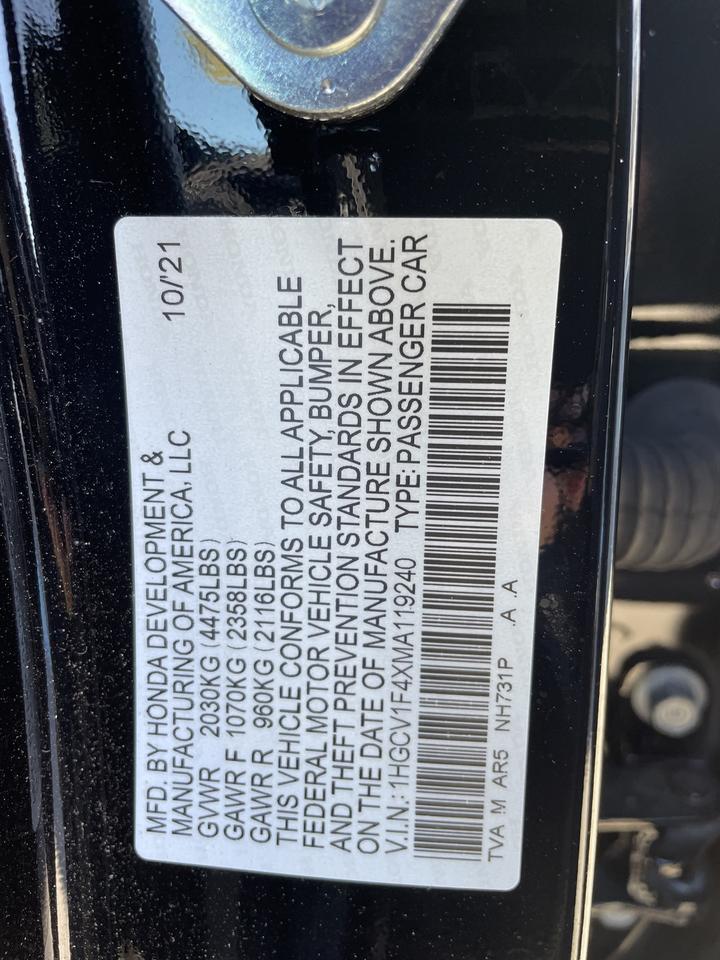 MFD. BY HONDA DEVELOPMENT & 10/'21
MANUFACTURING OF AMERICA, LLC
GVWR 2030KG (4475LBS)
GAWR F 1070KG (2358LBS)
GAWR R 960KG (2116LBS)
THIS VEHICLE CONFORMS TO ALL APPLICABLE
FEDERAL MOTOR VEHICLE SAFETY, BUMPER,
AND THEFT PREVENTION STANDARDS IN EFFECT
ON THE DATE OF MANUFACTURE SHOWN ABOVE.
V.I.N.: 1HGCV1F4XMA119240 TYPE: PASSENGER CAR
TVA M AR5 NH731P .A .A